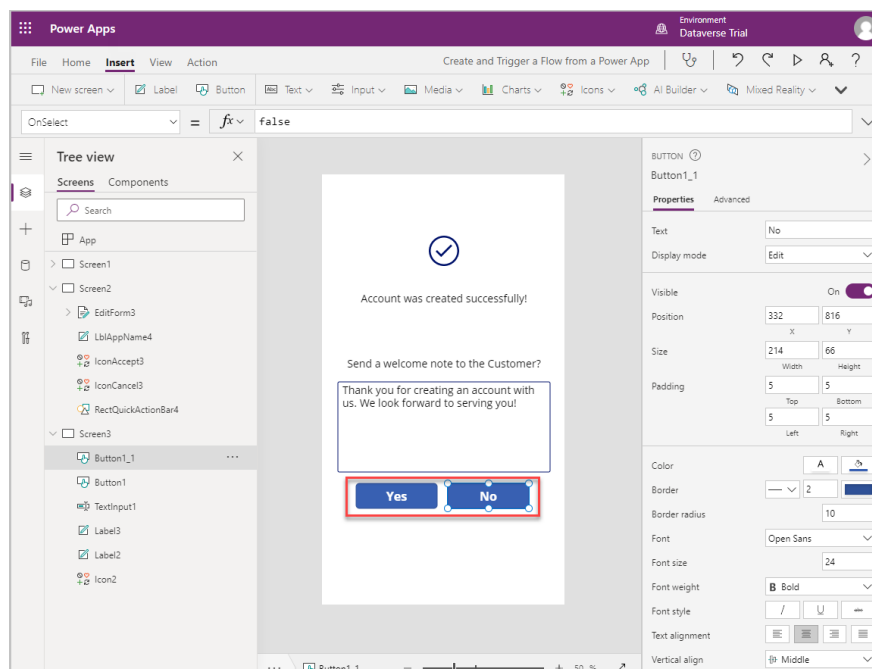 Power Apps
Environment
Dataverse Trial
File Home Insert View Action
Create and Trigger a Flow from a Power App
New screen Label Button Text Input Media Charts Icons AI Builder Mixed Reality
OnSelect = fx false
Tree view
Screens Components
Search
App
Screen1
Screen2
EditForm3
LblAppName4
IconAccept3
IconCancel3
RectQuickActionBar4
Screen3
Button1_1
Button1
TextInput1
Label3
Label2
Icon2
Account was created successfully!
Send a welcome note to the Customer?
Thank you for creating an account with
us. We look forward to serving you!
Yes No
Button1_1
50 %
BUTTON
Button1_1
Properties Advanced
Text No
Display mode Edit
Visible On
Position 332 816
X Y
Size 214 66
Width Height
Padding 5 5
Top Bottom
5 5
Left Right
Color A
Border 2
Border radius 10
Font Open Sans
Font size 24
Font weight B Bold
Font style / U abc
Text alignment
Vertical align Middle